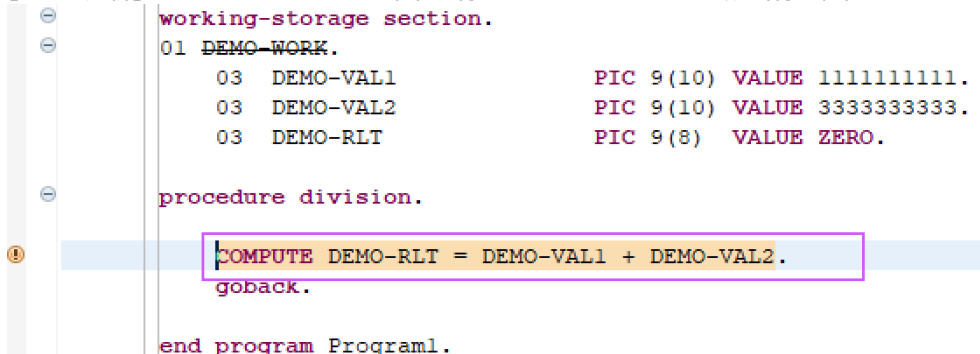 working-storage section.
01 DEMO-WORK.
03 DEMO-VAL1 PIC 9(10) VALUE 1111111111.
03 DEMO-VAL2 PIC 9(10) VALUE 3333333333.
03 DEMO-RLT PIC 9(8) VALUE ZERO.
procedure division.
COMPUTE DEMO-RLT = DEMO-VAL1 + DEMO-VAL2.
goback.
end program Program1.